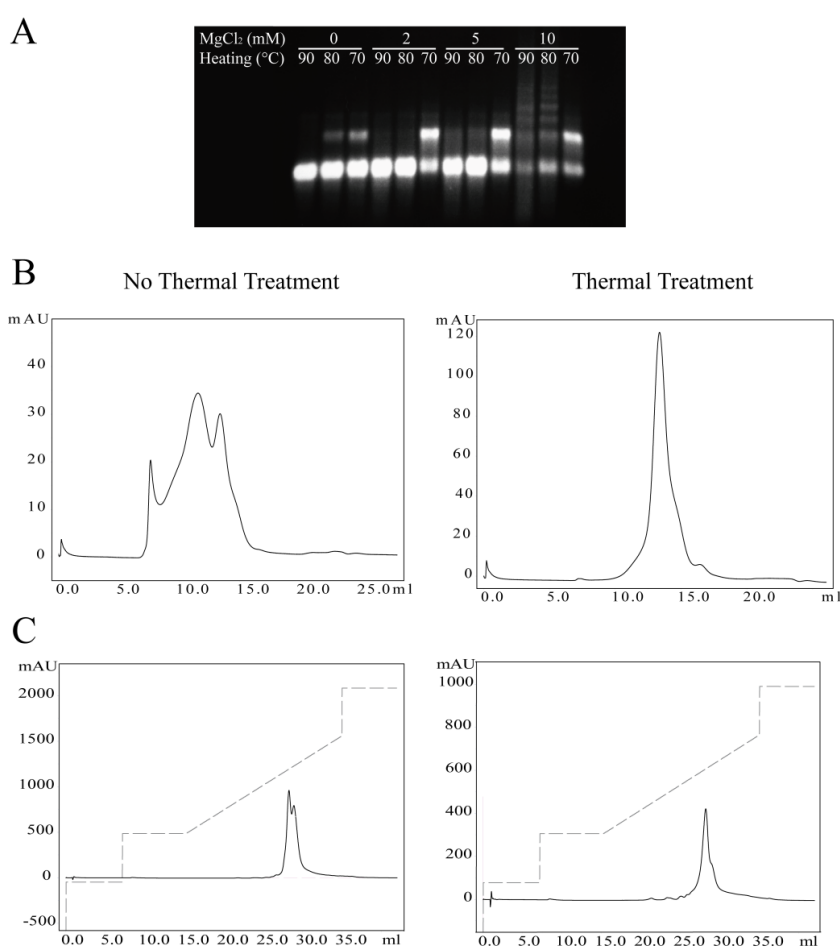 A
MgCl₂ (mM) 0 2 5 10
Heating (°C) 90 80 70 90 80 70 90 80 70 90 80 70
B
No Thermal Treatment
Thermal Treatment
mAU
40
30
20
10
0
0.0 5.0 10.0 15.0 20.0 25.0 ml
mAU
120
100
80
60
40
20
0
0.0 5.0 10.0 15.0 20.0 ml
C
mAU
2000
1500
1000
500
0
-500
0.0 5.0 10.0 15.0 20.0 25.0 30.0 35.0 ml
mAU
1000
800
600
400
200
0
0.0 5.0 10.0 15.0 20.0 25.0 30.0 35.0 ml